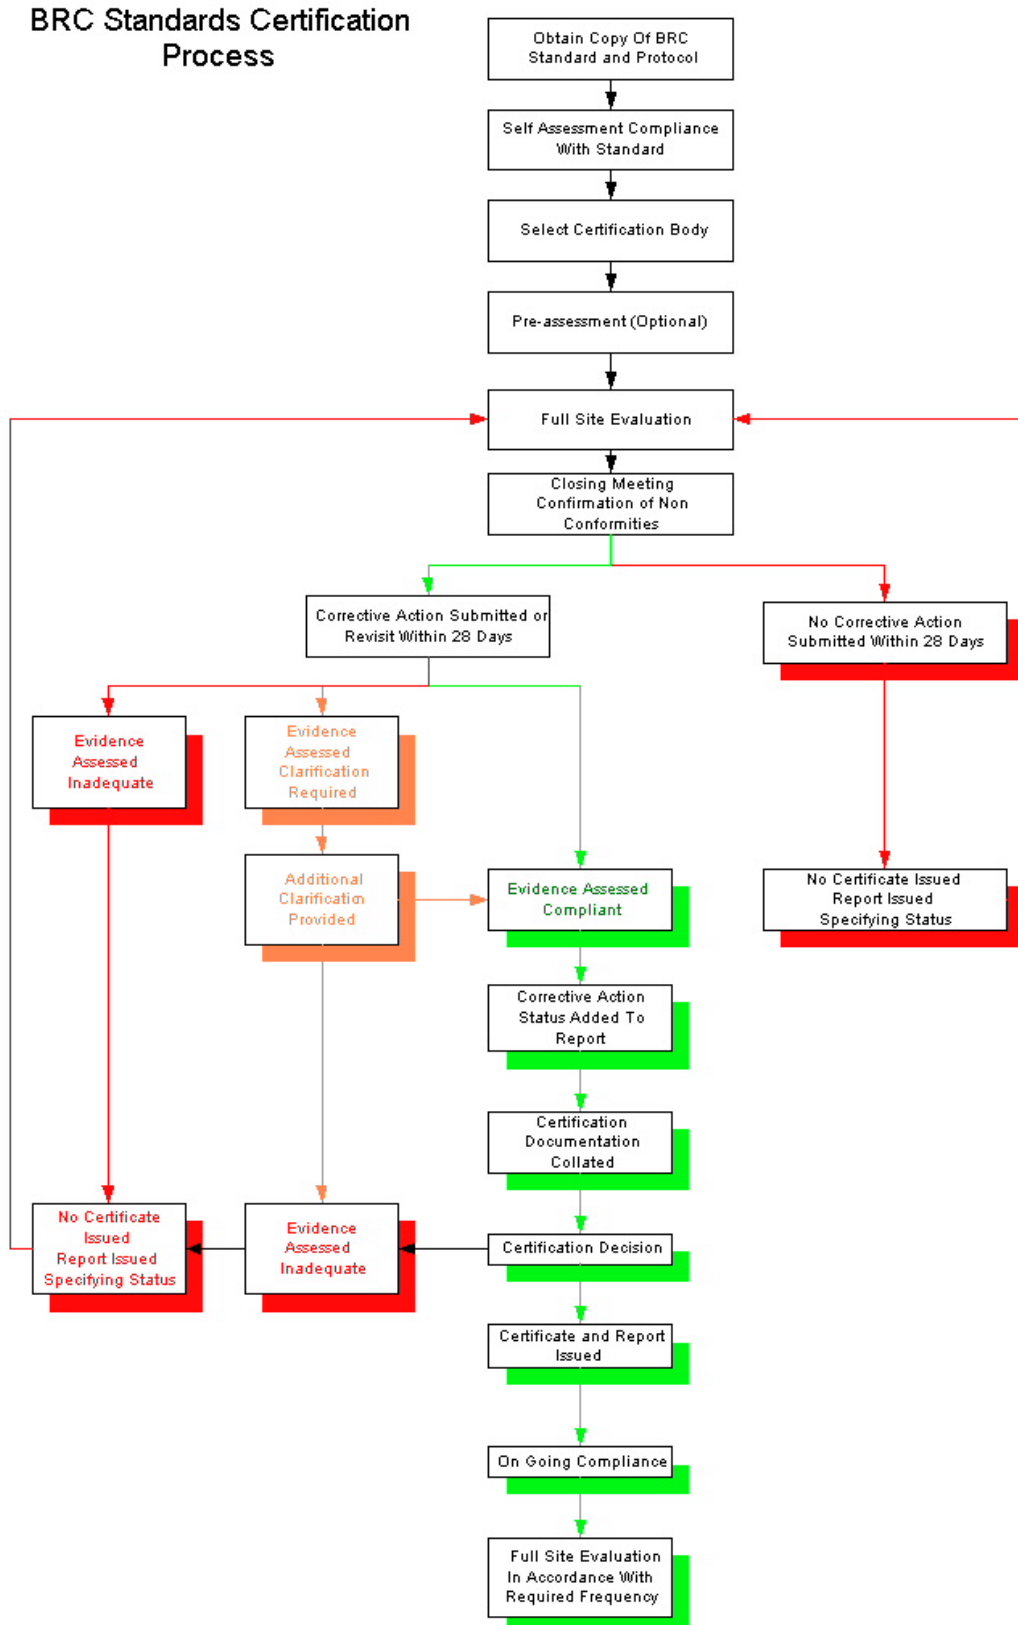 BRC Standards Certification
Process
Obtain Copy Of BRC
Standard and Protocol
Self Assessment Compliance
With Standard
Select Certification Body
Pre-assessment (Optional)
Full Site Evaluation
Closing Meeting
Confirmation of Non
Conformities
Corrective Action Submitted or
Revisit Within 28 Days
No Corrective Action
Submitted Within 28 Days
Evidence
Assessed
Inadequate
Evidence
Assessed
Clarification
Required
Additional
Clarification
Provided
Evidence Assessed
Compliant
No Certificate Issued
Report Issued
Specifying Status
Corrective Action
Status Added To
Report
Certification
Documentation
Collated
No Certificate
Issued
Report Issued
Specifying Status
Evidence
Assessed
Inadequate
Certification Decision
Certificate and Report
Issued
On Going Compliance
Full Site Evaluation
In Accordance With
Required Frequency